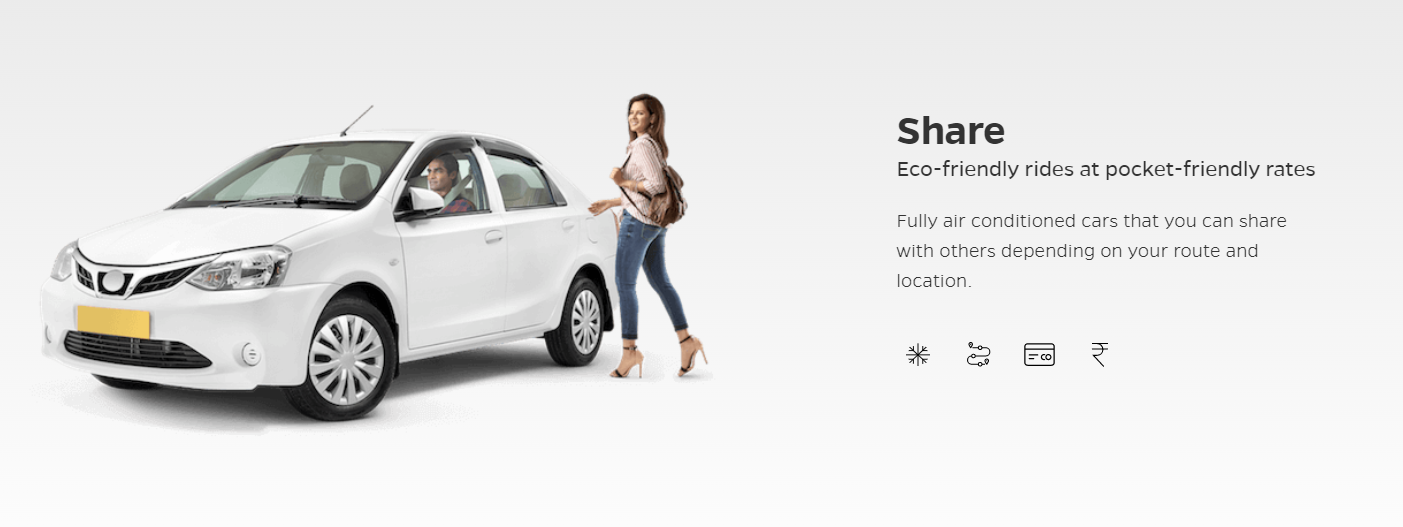 Share
Eco-friendly rides at pocket-friendly rates
Fully air conditioned cars that you can share
with others depending on your route and
location.